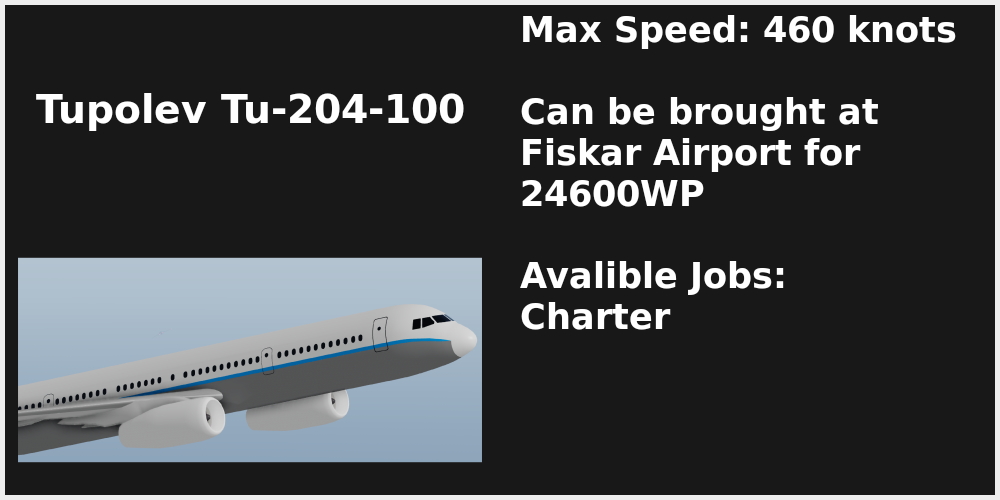 Tupolev Tu-204-100
Max Speed: 460 knots
Can be brought at
Fiskar Airport for
24600WP
Avalible Jobs:
Charter